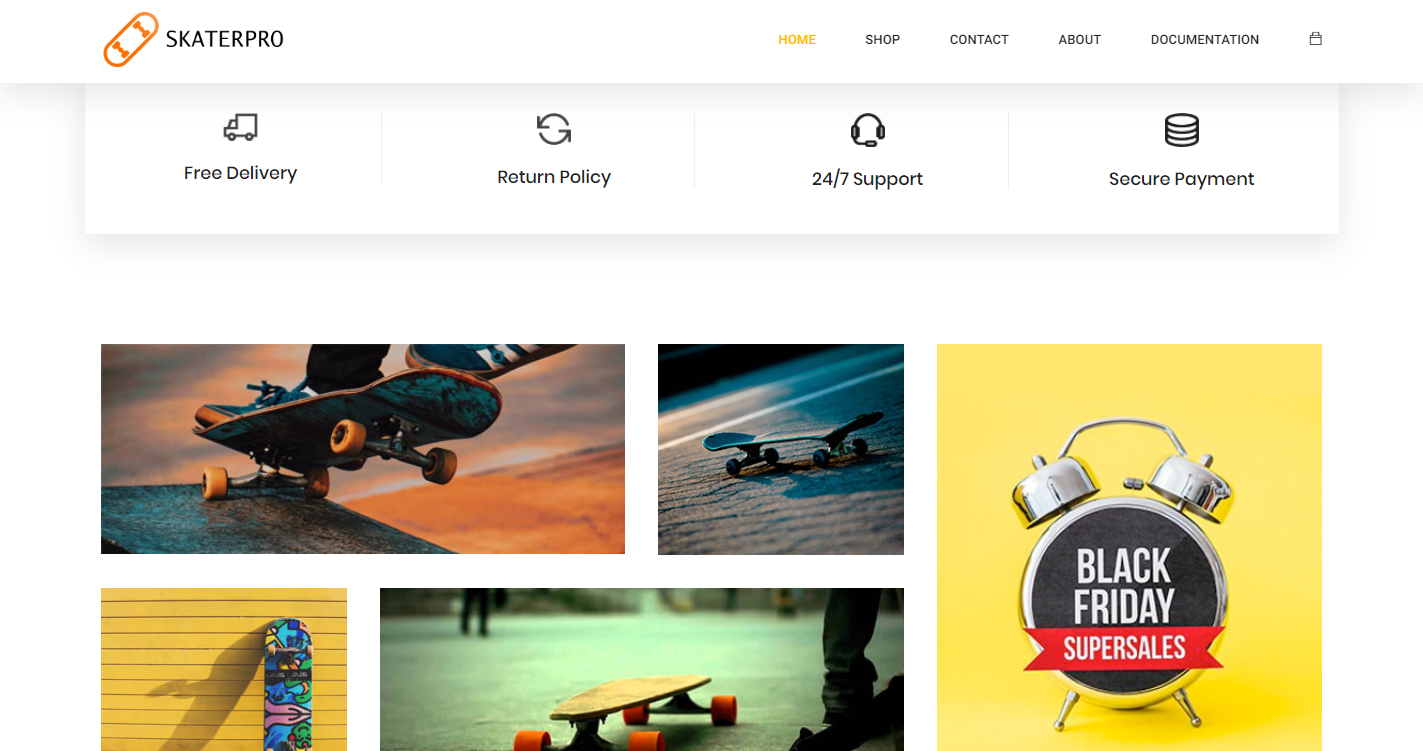 SKATERPRO
HOME SHOP CONTACT ABOUT DOCUMENTATION
Free Delivery
Return Policy
24/7 Support
Secure Payment
BLACK
FRIDAY
SUPERSALES